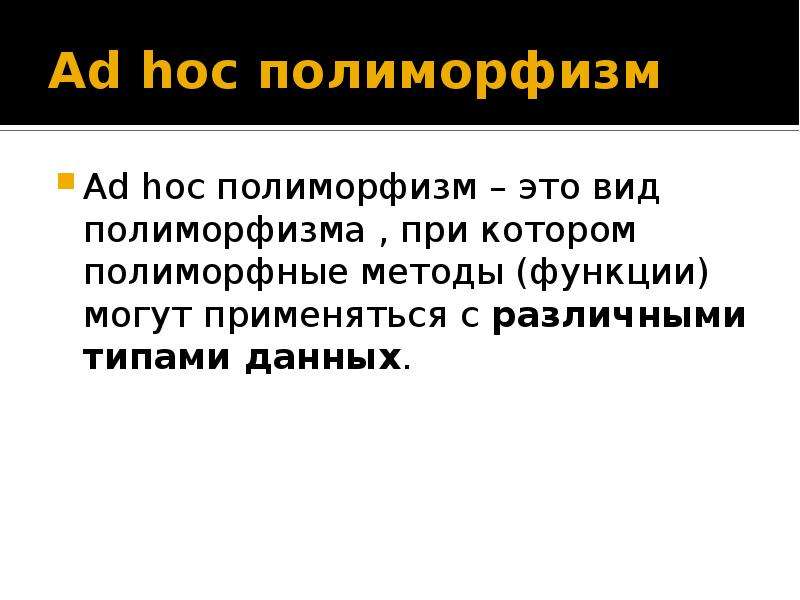 Ad hoc полиморфизм
Ad hoc полиморфизм – это вид
полиморфизма , при котором
полиморфные методы (функции)
могут применяться с различными
типами данных.